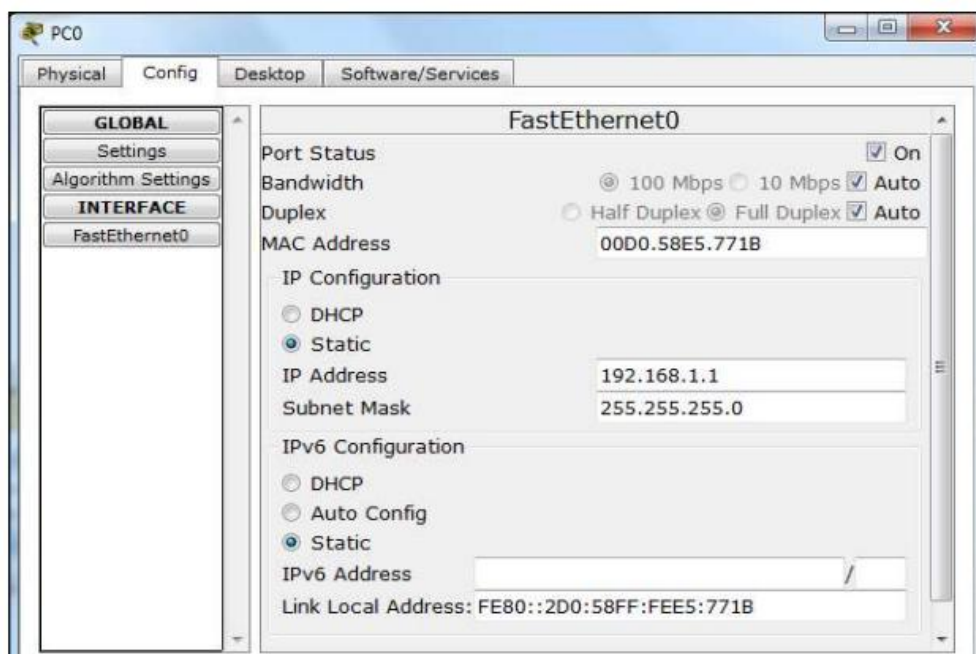 PC0
Physical Config Desktop Software/Services
GLOBAL
Settings
Algorithm Settings
INTERFACE
FastEthernet0
FastEthernet0
Port Status On
Bandwidth 100 Mbps 10 Mbps Auto
Duplex Half Duplex Full Duplex Auto
MAC Address 00D0.58E5.771B
IP Configuration
DHCP
Static
IP Address 192.168.1.1
Subnet Mask 255.255.255.0
IPv6 Configuration
DHCP
Auto Config
Static
IPv6 Address /
Link Local Address: FE80::2D0:58FF:FEE5:771B